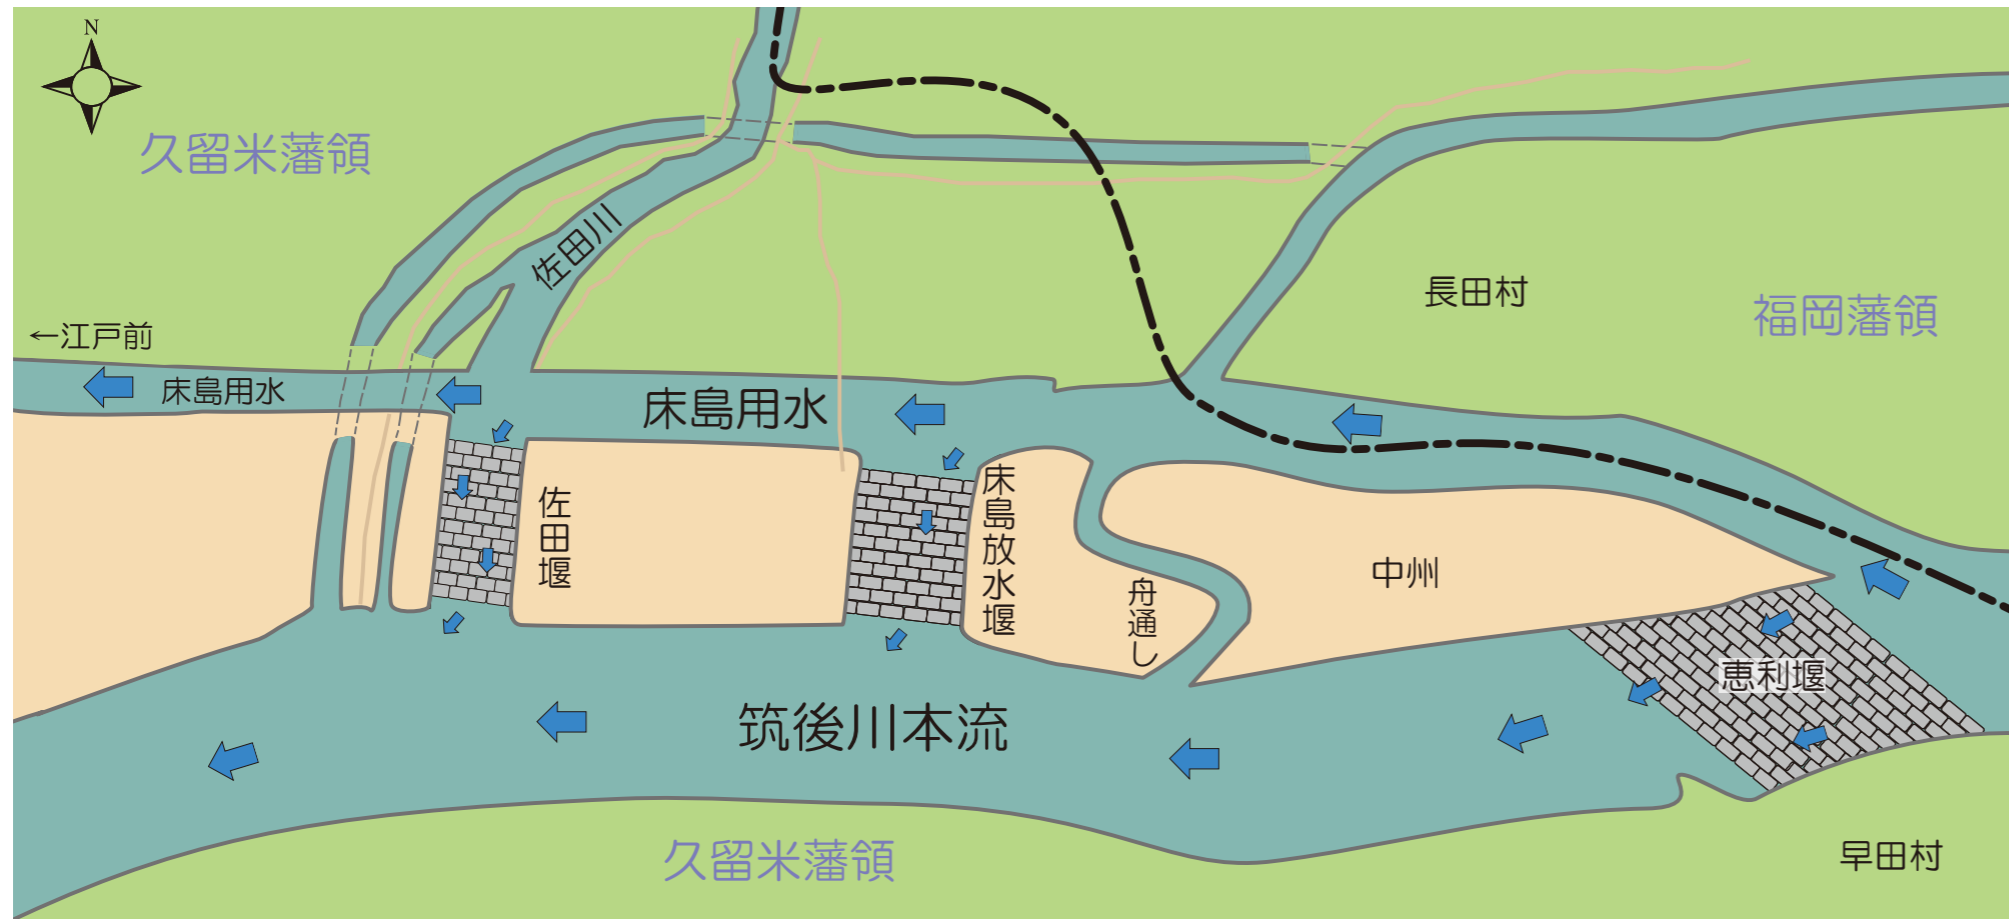 N
久留米藩領
佐田川
長田村
福岡藩領
←江戸前
床島用水
床島用水
佐田堰
床島放水堰
舟通し
中州
恵利堰
筑後川本流
久留米藩領
早田村